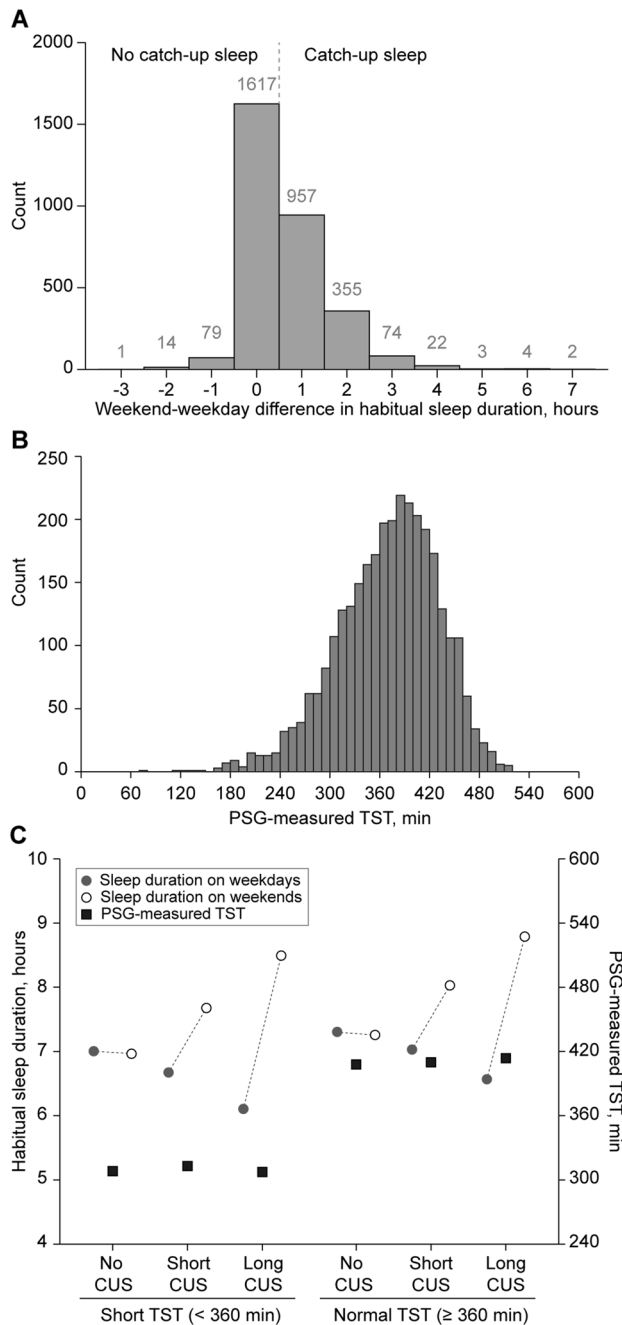 A
No catch-up sleep
Catch-up sleep
2000
1500
1000
500
0
Count
1
14
79
1617
957
355
74
22
3
4
2
-3 -2 -1 0 1 2 3 4 5 6 7
Weekend-weekday difference in habitual sleep duration, hours
B
250
200
150
100
50
0
Count
0 60 120 180 240 300 360 420 480 540 600
PSG-measured TST, min
C
10
9
8
7
6
5
4
Habitual sleep duration, hours
Sleep duration on weekdays
Sleep duration on weekends
PSG-measured TST
600
540
480
420
360
300
240
PSG-measured TST, min
No Short Long No Short Long
CUS CUS CUS CUS CUS CUS
Short TST (< 360 min) Normal TST (≥ 360 min)